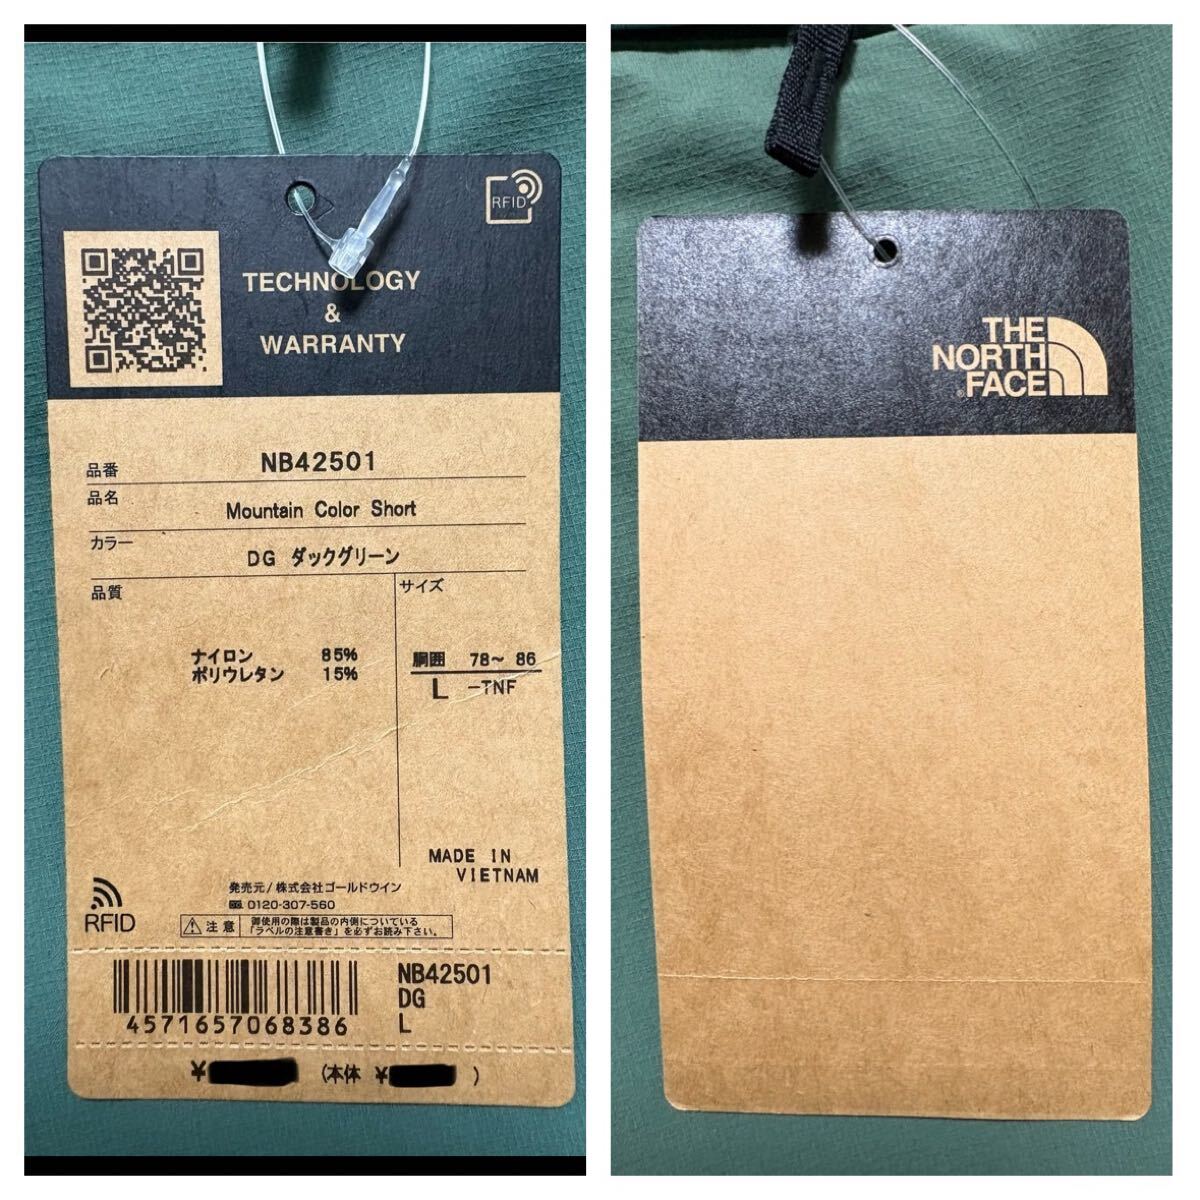 RFID
TECHNOLOGY
&
WARRANTY
品番 NB42501
品名 Mountain Color Short
カラー DG ダックグリーン
品質
ナイロン 85%
ポリウレタン 15%
サイズ
胴囲 78〜 86
L -TNF
MADE IN
VIETNAM
RFID
発売元/株式会社ゴールドウイン
0120-307-560
注意
御使用の際は製品の内側についている
「ラベルの注意書き」を必ずお読み下さい。
4571657068386
NB42501
DG
L
¥ (本体 ¥ )
THE
NORTH
FACE